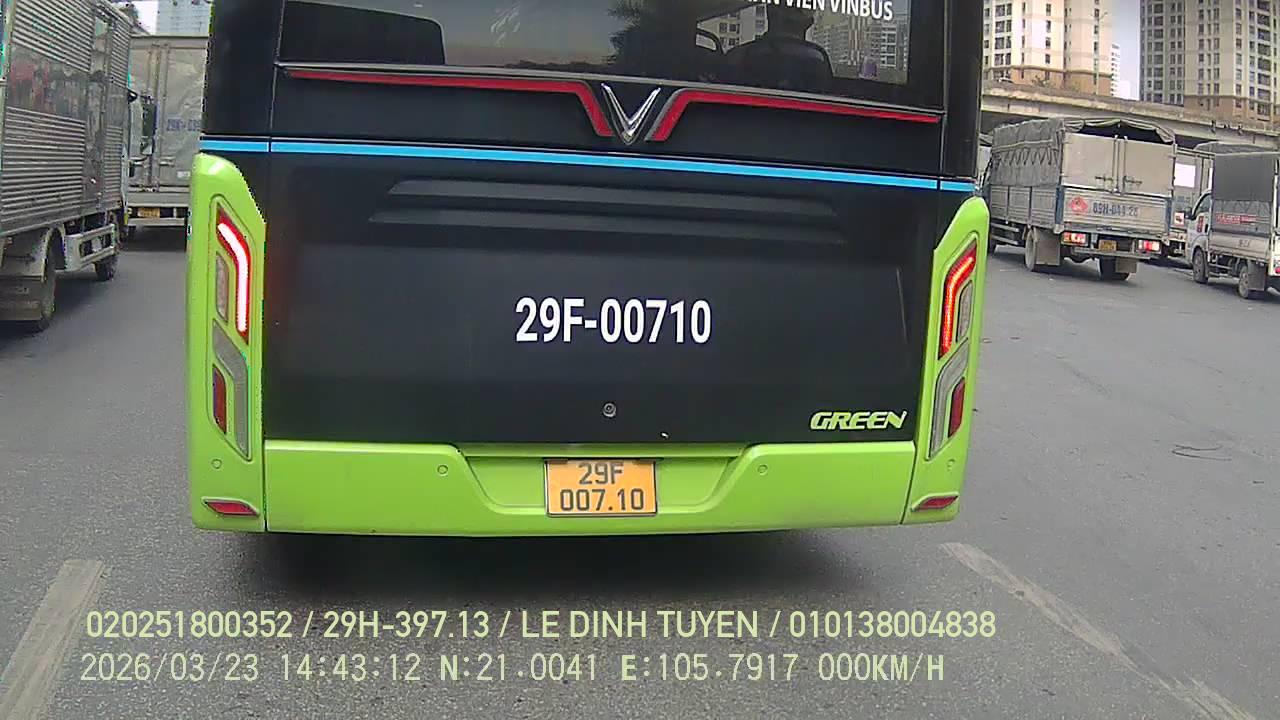 VIEN VINBUS
29F-00710
GREEN
29F
007.10
020251800352 / 29H-397.13 / LE DINH TUYEN / 010138004838
2026/03/23 14:43:12 N:21.0041 E:105.7917 000KM/H